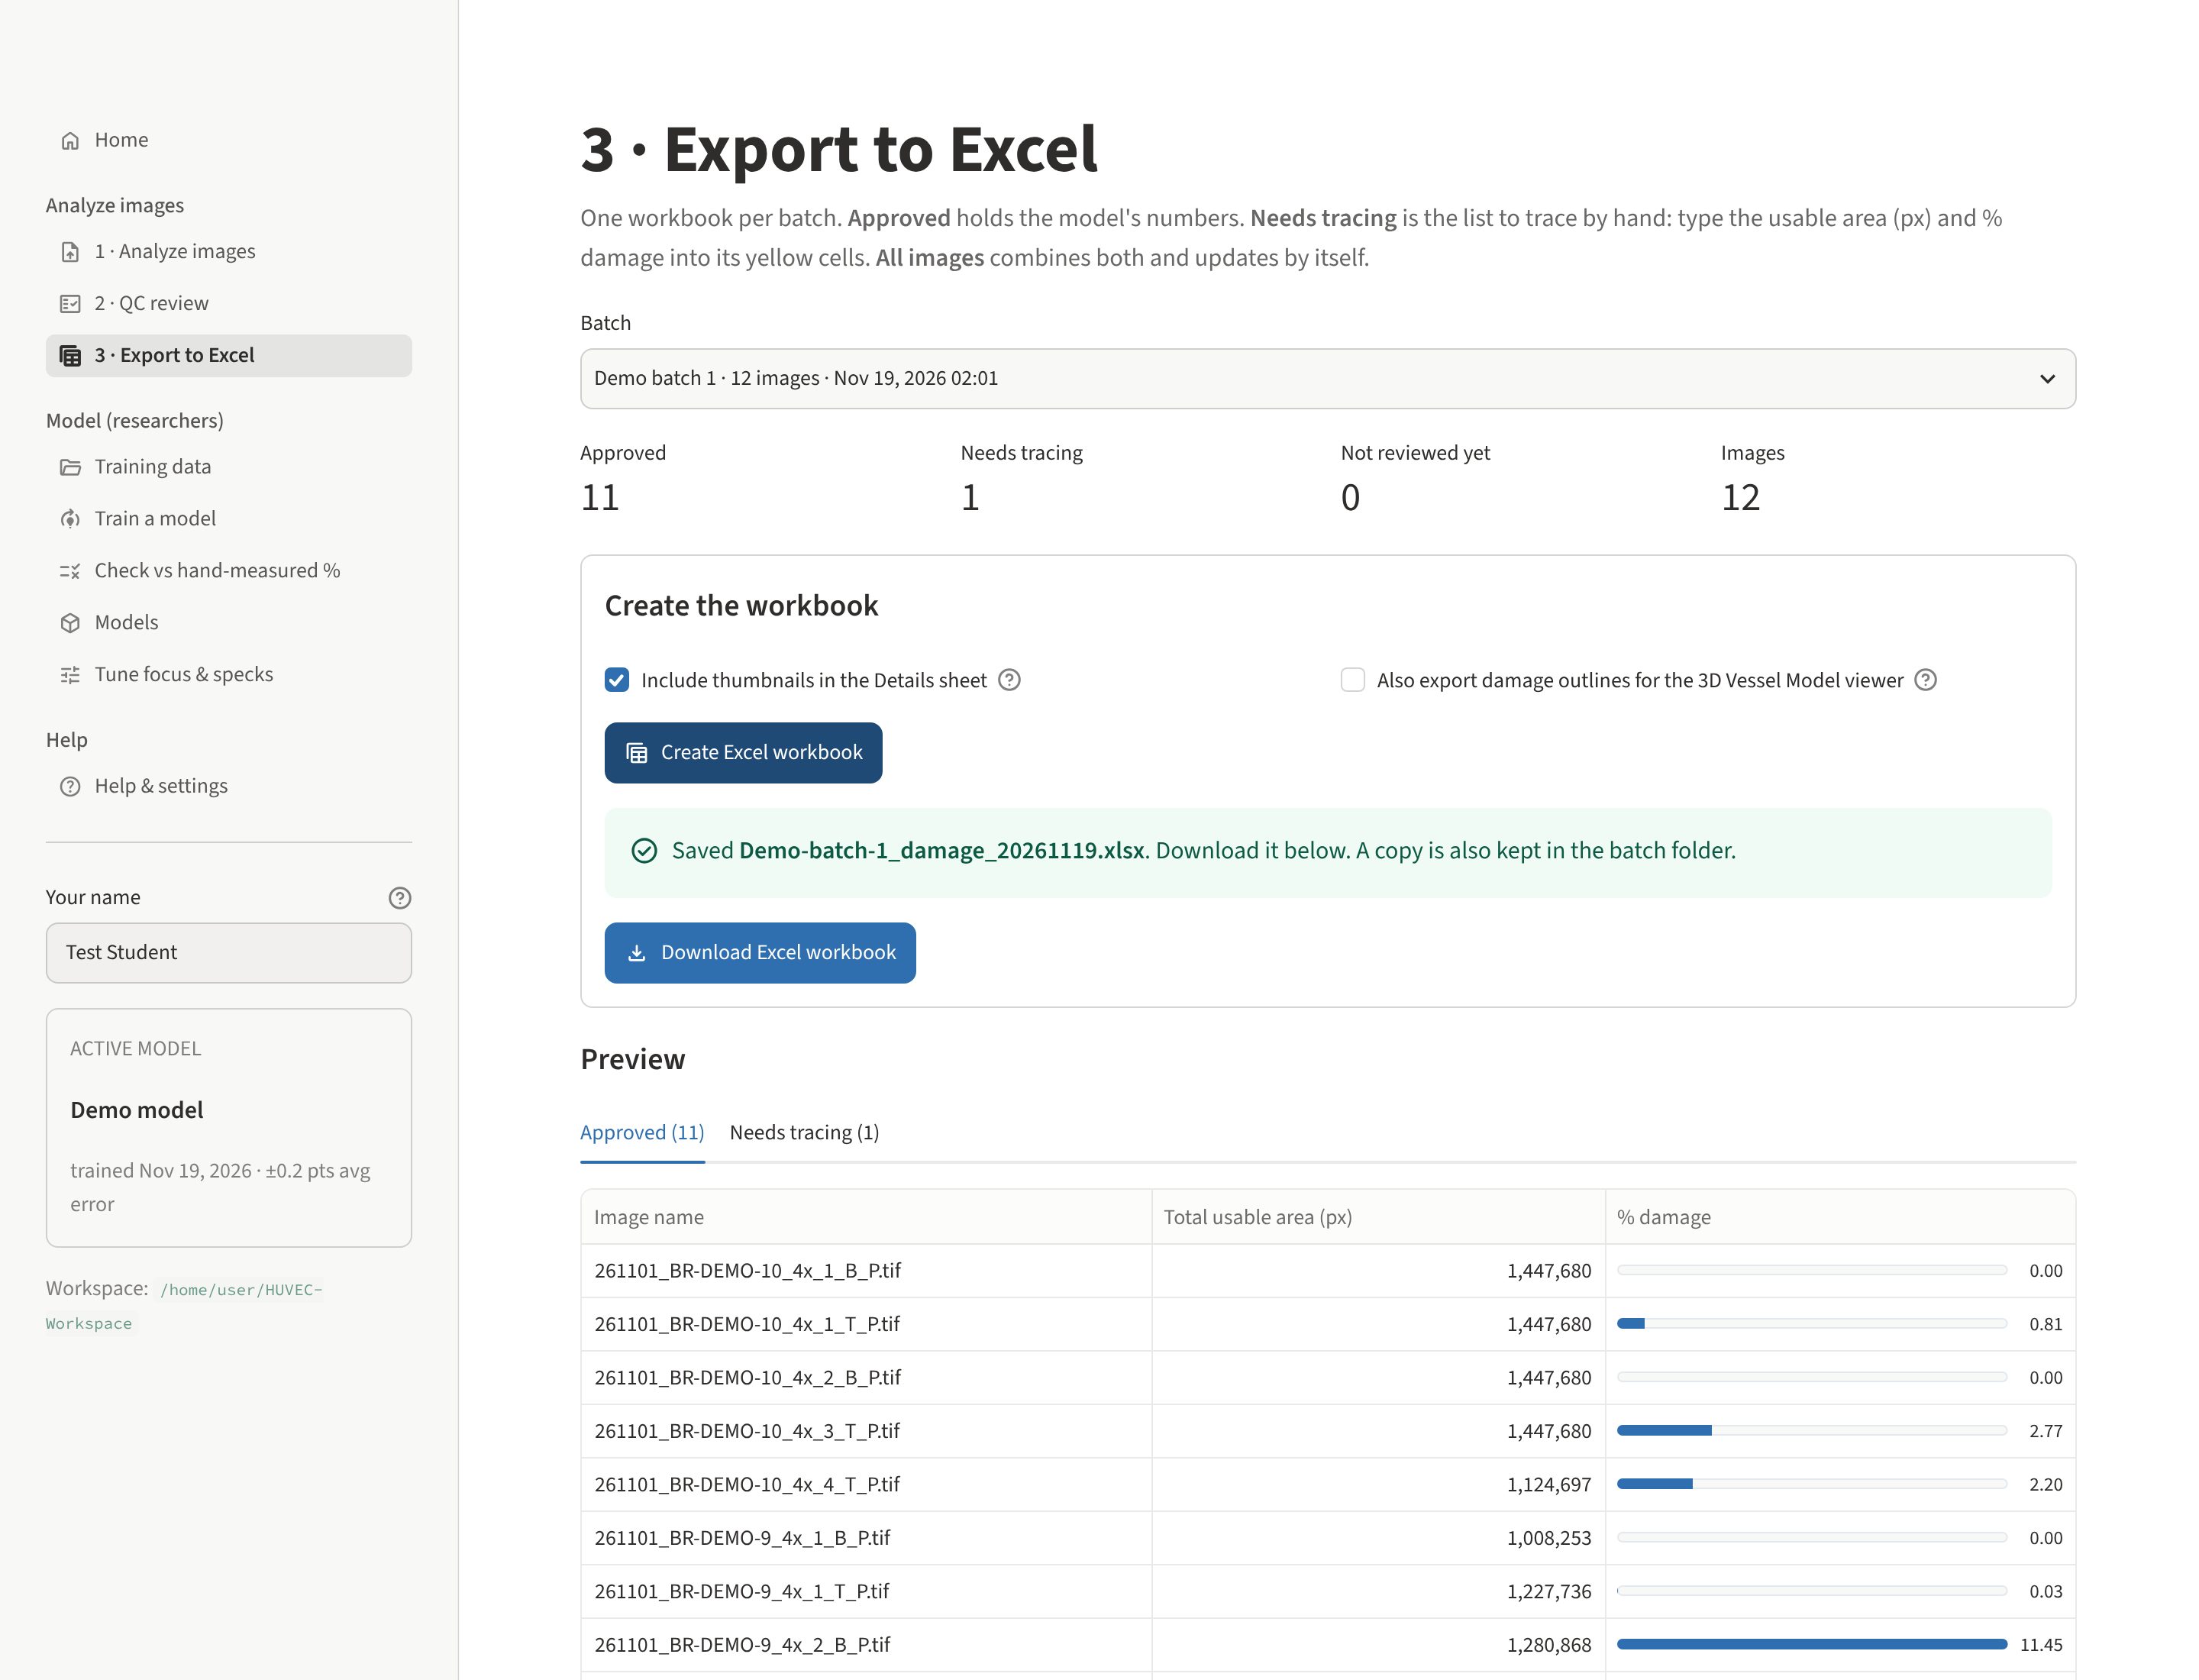 Home
Analyze images
1 · Analyze images
2 · QC review
3 · Export to Excel
Model (researchers)
Training data
Train a model
Check vs hand-measured %
Models
Tune focus & specks
Help
Help & settings
Your name
Test Student
ACTIVE MODEL
Demo model
trained Nov 19, 2026 · ±0.2 pts avg
error
Workspace: /home/user/HUVEC-
Workspace
3 · Export to Excel
One workbook per batch. Approved holds the model's numbers. Needs tracing is the list to trace by hand: type the usable area (px) and %
damage into its yellow cells. All images combines both and updates by itself.
Batch
Demo batch 1 · 12 images · Nov 19, 2026 02:01
Approved Needs tracing Not reviewed yet Images
11 1 0 12
Create the workbook
Include thumbnails in the Details sheet Also export damage outlines for the 3D Vessel Model viewer
Create Excel workbook
Saved Demo-batch-1_damage_20261119.xlsx. Download it below. A copy is also kept in the batch folder.
Download Excel workbook
Preview
Approved (11) Needs tracing (1)
Image name Total usable area (px) % damage
261101_BR-DEMO-10_4x_1_B_P.tif 1,447,680 0.00
261101_BR-DEMO-10_4x_1_T_P.tif 1,447,680 0.81
261101_BR-DEMO-10_4x_2_B_P.tif 1,447,680 0.00
261101_BR-DEMO-10_4x_3_T_P.tif 1,447,680 2.77
261101_BR-DEMO-10_4x_4_T_P.tif 1,124,697 2.20
261101_BR-DEMO-9_4x_1_B_P.tif 1,008,253 0.00
261101_BR-DEMO-9_4x_1_T_P.tif 1,227,736 0.03
261101_BR-DEMO-9_4x_2_B_P.tif 1,280,868 11.45